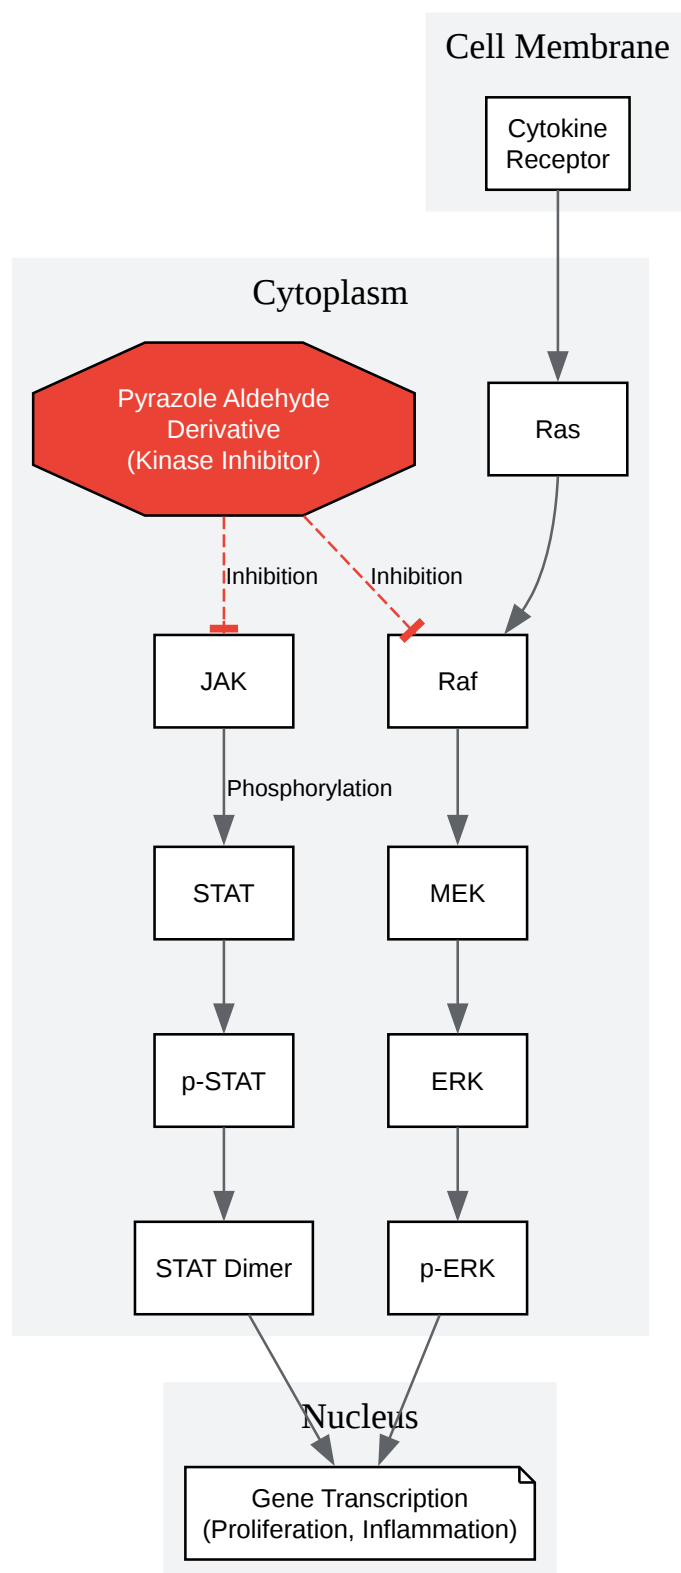 Cell Membrane
Cytokine
Receptor
Cytoplasm
Pyrazole Aldehyde
Derivative
(Kinase Inhibitor)
Ras
Inhibition
Inhibition
JAK
Raf
Phosphorylation
STAT
MEK
p-STAT
ERK
STAT Dimer
p-ERK
Nucleus
Gene Transcription
(Proliferation, Inflammation)